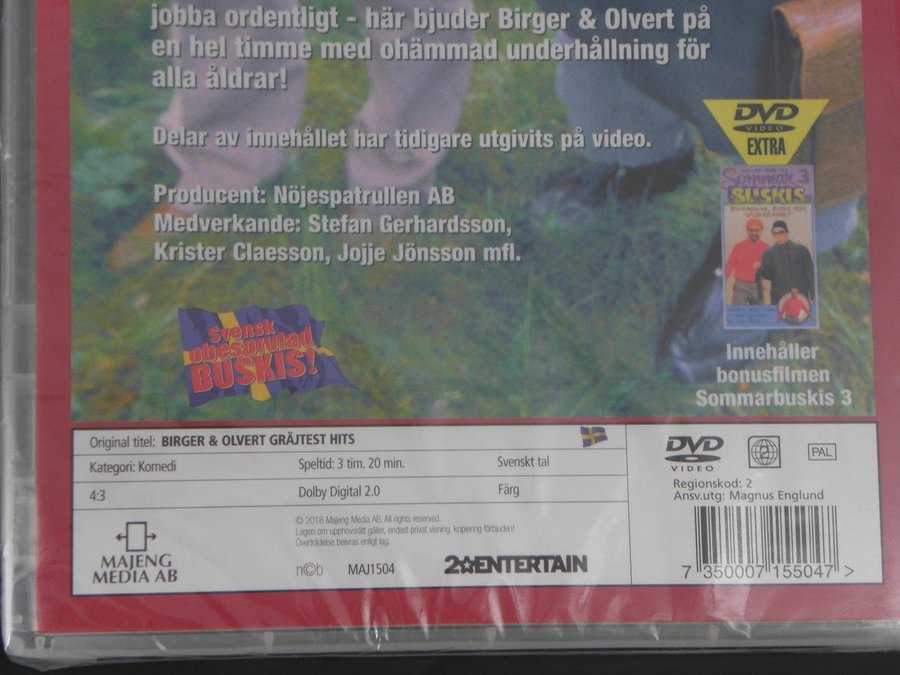 jobba ordentligt - här bjuder Birger & Olvert på
en hel timme med ohämmad underhållning för
alla åldrar!
Delar av innehållet har tidigare utgivits på video.
Producent: Nöjespatrullen AB
Medverkande: Stefan Gerhardsson,
Krister Claesson, Jojje Jönsson mfl.
DVD
VIDEO
EXTRA
Sommar 3
BUSKIS
Innehåller
bonusfilmen
Sommarbuskis 3
Svensk
obesprutad
BUSKIS!
Original titel: BIRGER & OLVERT GRÄJTEST HITS
Kategori: Komedi
Speltid: 3 tim. 20 min.
Svenskt tal
4:3
Dolby Digital 2.0
Färg
MAJENG
MEDIA AB
© 2018 Majeng Media AB. All rights reserved.
Lagen om upphovsrätt gäller, endast privat visning, kopiering förbjuden!
Överträdelse beivras enligt lag.
n©b
MAJ1504
2 ENTERTAIN
DVD
VIDEO
2
PAL
Regionskod: 2
Ansv.utg: Magnus Englund
7 350007 155047 >